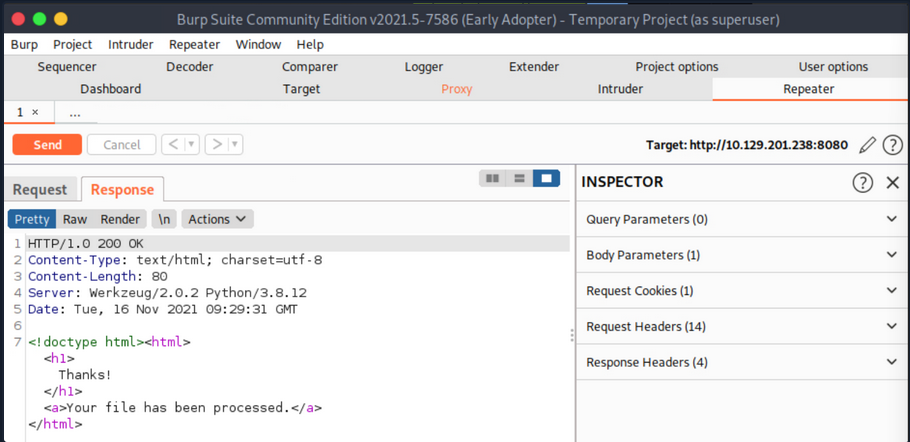 Burp Suite Community Edition v2021.5-7586 (Early Adopter) - Temporary Project (as superuser)
Burp Project Intruder Repeater Window Help
Sequencer Decoder Comparer Logger Extender Project options User options
Dashboard Target Proxy Intruder Repeater
1 × ...
Send Cancel < > Target: http://10.129.201.238:8080 ?
Request Response
Pretty Raw Render \n Actions
1 HTTP/1.0 200 OK
2 Content-Type: text/html; charset=utf-8
3 Content-Length: 80
4 Server: Werkzeug/2.0.2 Python/3.8.12
5 Date: Tue, 16 Nov 2021 09:29:31 GMT
6
7 <!doctype html><html>
<h1>
Thanks!
</h1>
<a>Your file has been processed.</a>
</html>
INSPECTOR ?
Query Parameters (0)
Body Parameters (1)
Request Cookies (1)
Request Headers (14)
Response Headers (4)